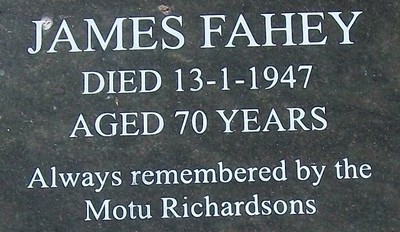 JAMES FAHEY
DIED 13-1-1947
AGED 70 YEARS
Always remembered by the
Motu Richardsons